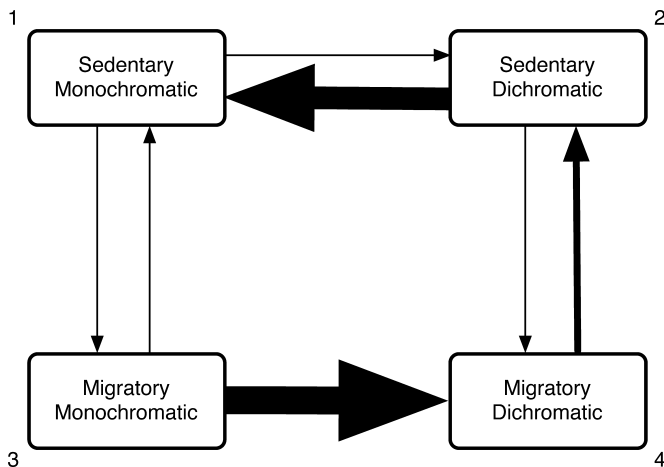 1
2
Sedentary
Monochromatic
Sedentary
Dichromatic
Migratory
Monochromatic
Migratory
Dichromatic
3
4